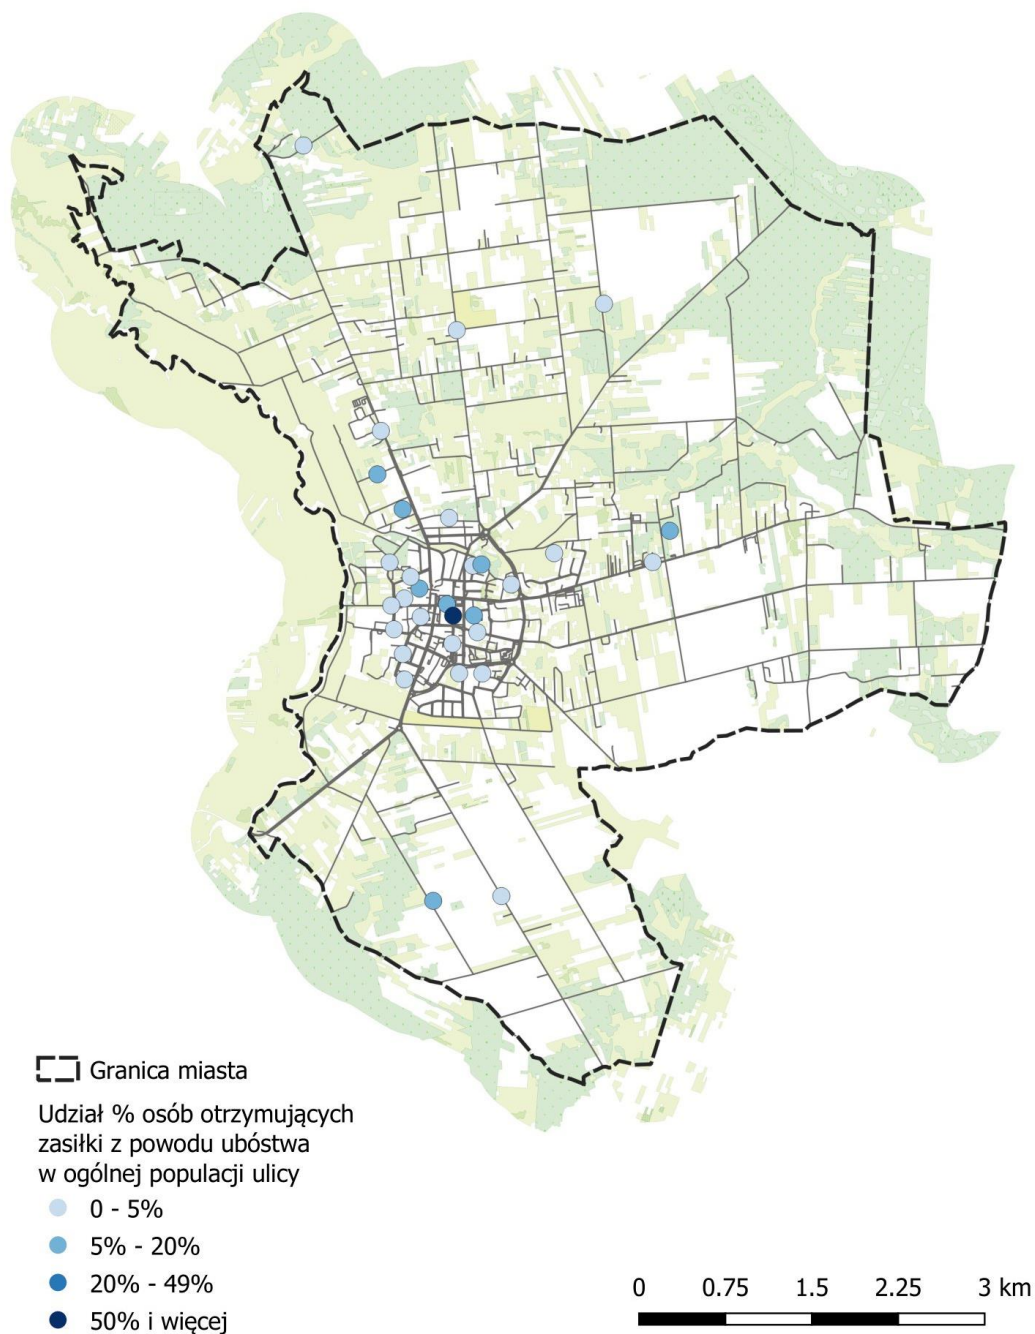 Granica miasta
Udział % osób otrzymujących
zasiłki z powodu ubóstwa
w ogólnej populacji ulicy
0 - 5%
5% - 20%
20% - 49%
50% i więcej
0 0.75 1.5 2.25 3 km